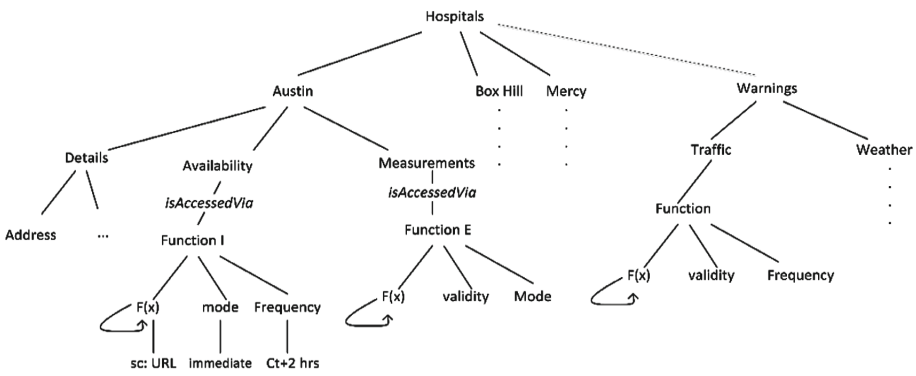 Hospitals
Austin Box Hill Mercy Warnings
Details Availability Measurements Traffic Weather
isAccessedVia isAccessedVia
Address ... Function I Function E Function
F(x) mode Frequency F(x) validity Mode F(x) validity Frequency
sc: URL immediate Ct+2 hrs